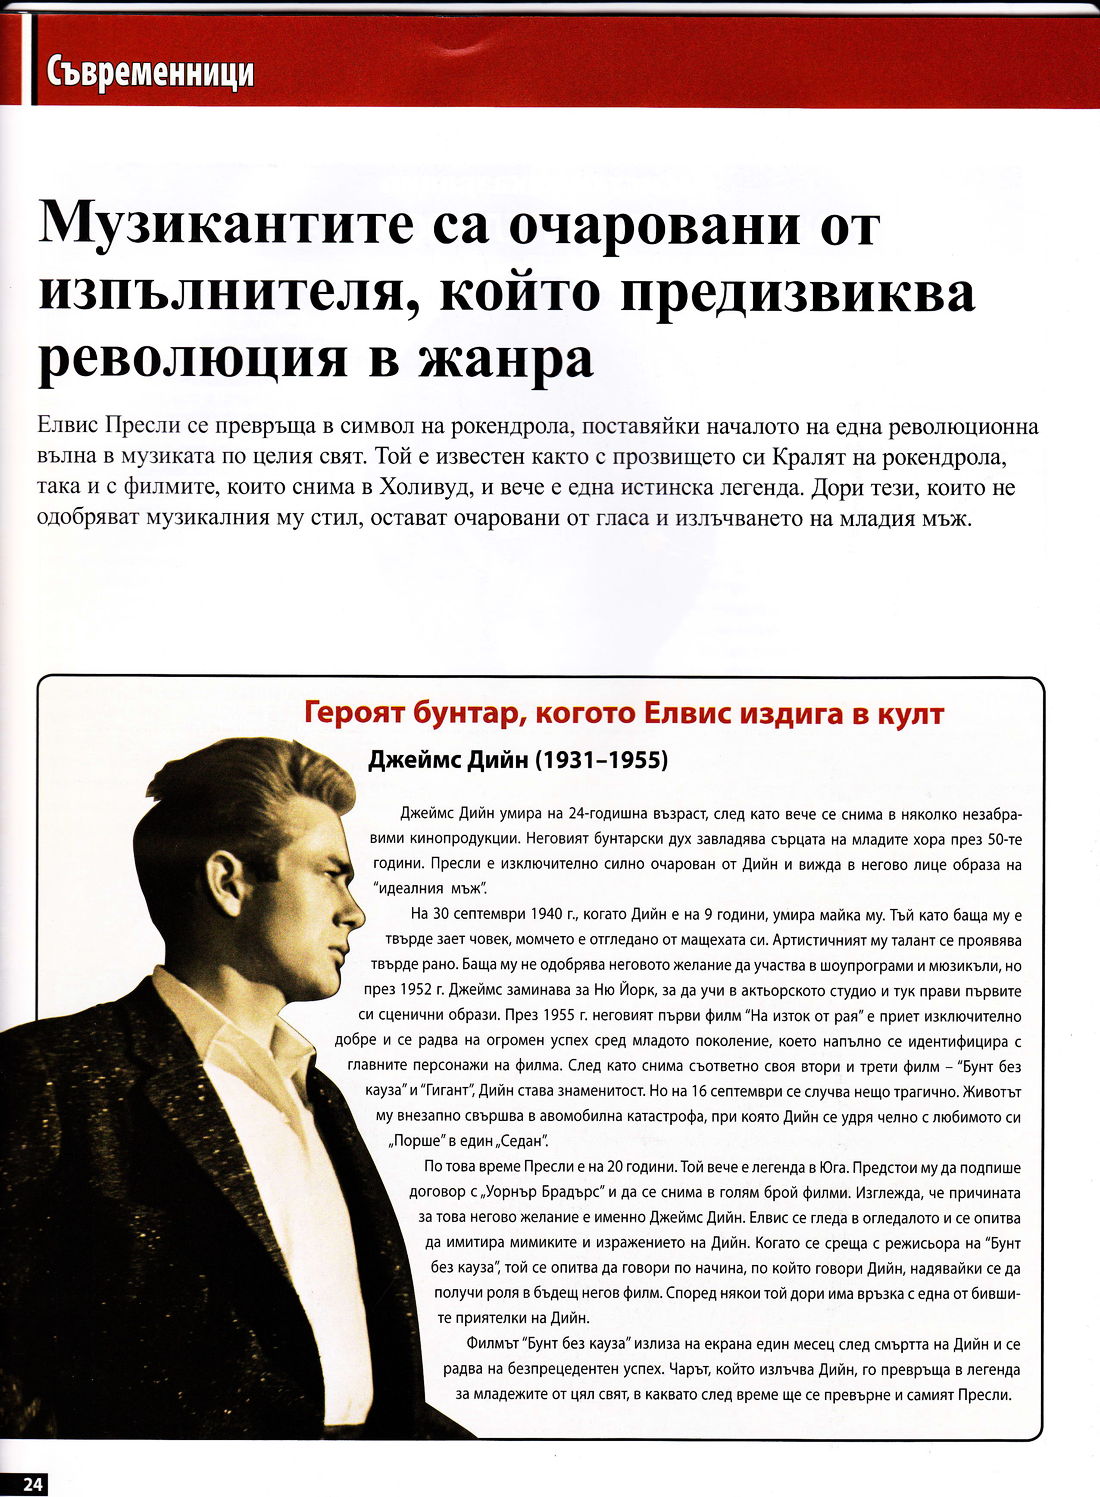 Съвременници
Музикантите са очаровани от
изпълнителя, който предизвиква
революция в жанра
Елвис Пресли се превръща в символ на рокендрола, поставяйки началото на една революционна
вълна в музиката по целия свят. Той е известен както с прозвището си Кралят на рокендрола,
така и с филмите, които снима в Холивуд, и вече е една истинска легенда. Дори тези, които не
одобряват музикалния му стил, остават очаровани от гласа и излъчването на младия мъж.
Героят бунтар, когото Елвис издига в култ
Джеймс Дийн (1931–1955)
Джеймс Дийн умира на 24-годишна възраст, след като вече се снима в няколко незабра-
вими кинопродукции. Неговият бунтарски дух завладява сърцата на младите хора през 50-те
години. Пресли е изключително силно очарован от Дийн и вижда в негово лице образа на
“идеалния мъж”.
На 30 септември 1940 г., когато Дийн е на 9 години, умира майка му. Тъй като баща му е
твърде зает човек, момчето е отгледано от мащехата си. Артистичният му талант се проявява
твърде рано. Баща му не одобрява неговото желание да участва в шоупрограми и мюзикъли, но
през 1952 г. Джеймс заминава за Ню Йорк, за да учи в актьорското студио и тук прави първите
си сценични образи. През 1955 г. неговият първи филм “На изток от рая” е приет изключително
добре и се радва на огромен успех сред младото поколение, което напълно се идентифицира с
главните персонажи на филма. След като снима съответно своя втори и трети филм – “Бунт без
кауза” и “Гигант”, Дийн става знаменитост. Но на 16 септември се случва нещо трагично. Животът
му внезапно свършва в авомобилна катастрофа, при която Дийн се удря челно с любимото си
„Порше” в един „Седан”.
По това време Пресли е на 20 години. Той вече е легенда в Юга. Предстои му да подпише
договор с „Уорнър Брадърс” и да се снима в голям брой филми. Изглежда, че причината
за това негово желание е именно Джеймс Дийн. Елвис се гледа в огледалото и се опитва
да имитира мимиките и изражението на Дийн. Когато се среща с режисьора на “Бунт
без кауза”, той се опитва да говори по начина, по който говори Дийн, надявайки се да
получи роля в бъдещ негов филм. Според някои той дори има връзка с една от бивши-
те приятелки на Дийн.
Филмът “Бунт без кауза” излиза на екрана един месец след смъртта на Дийн и се
радва на безпрецедентен успех. Чарът, който излъчва Дийн, го превръща в легенда
за младежите от цял свят, в каквато след време ще се превърне и самият Пресли.
24